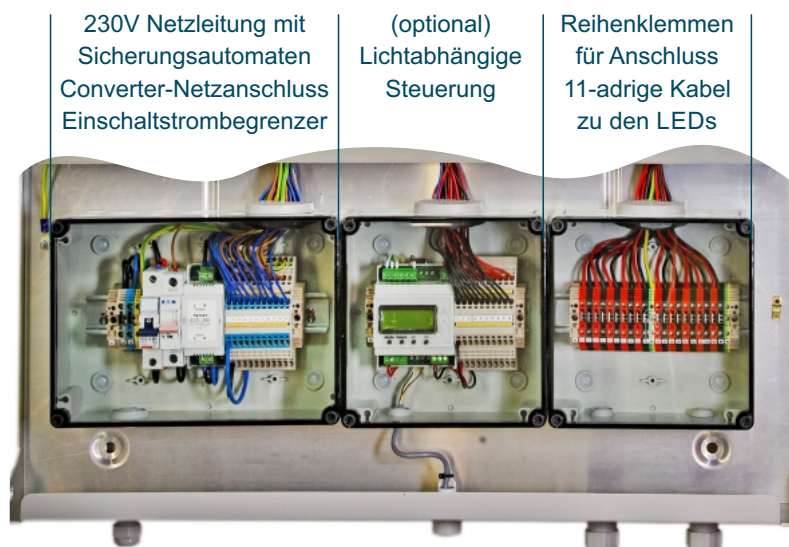 230V Netzleitung mit
Sicherungsautomaten
Converter-Netzanschluss
Einschaltstrombegrenzer
(optional)
Lichtabhängige
Steuerung
Reihenklemmen
für Anschluss
11-adrige Kabel
zu den LEDs